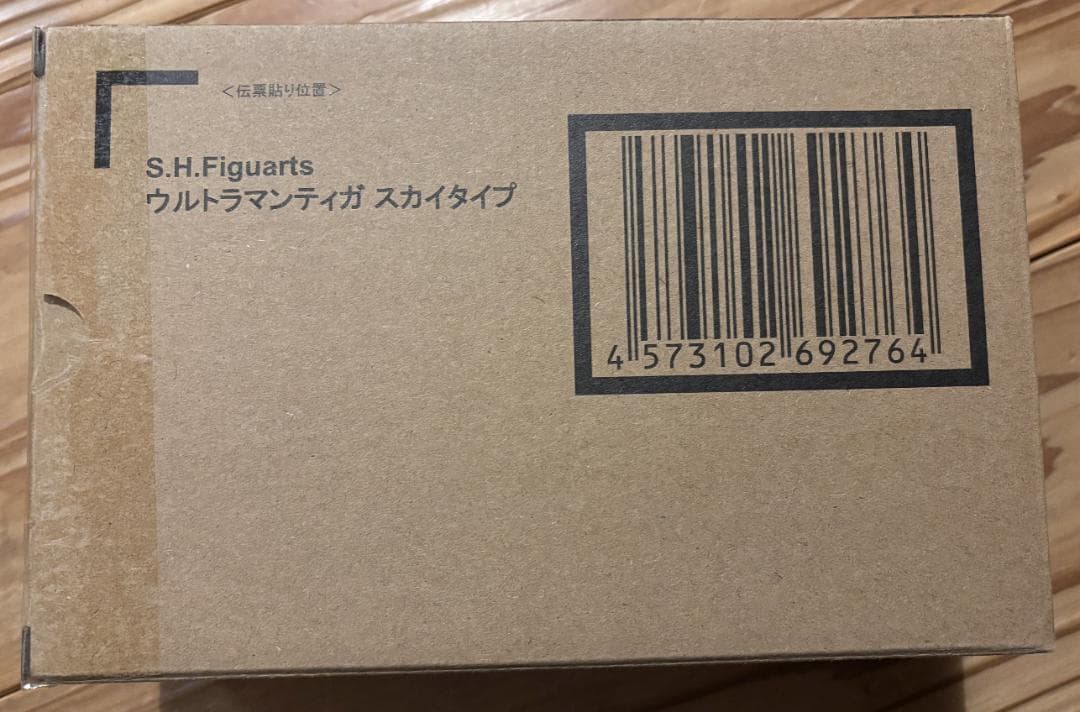 ＜伝票貼り位置＞
S.H.Figuarts
ウルトラマンティガ スカイタイプ
4 573102 692764